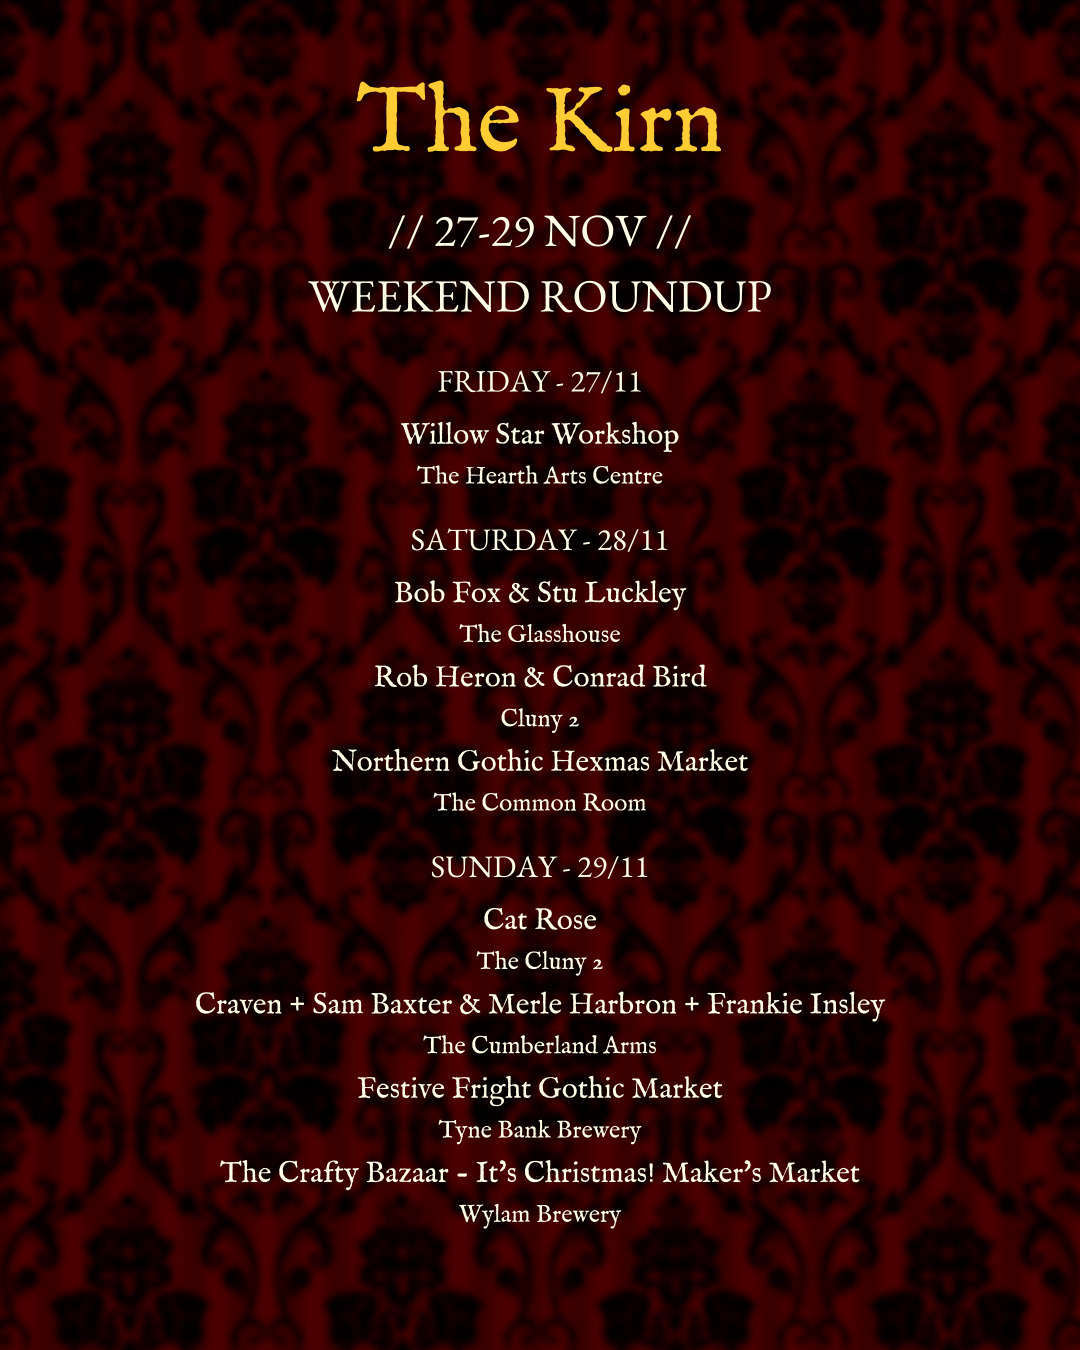 The Kirn
// 27-29 NOV //
WEEKEND ROUNDUP
FRIDAY - 27/11
Willow Star Workshop
The Hearth Arts Centre
SATURDAY - 28/11
Bob Fox & Stu Luckley
The Glasshouse
Rob Heron & Conrad Bird
Cluny 2
Northern Gothic Hexmas Market
The Common Room
SUNDAY - 29/11
Cat Rose
The Cluny 2
Craven + Sam Baxter & Merle Harbron + Frankie Insley
The Cumberland Arms
Festive Fright Gothic Market
Tyne Bank Brewery
The Crafty Bazaar - It's Christmas! Maker's Market
Wylam Brewery